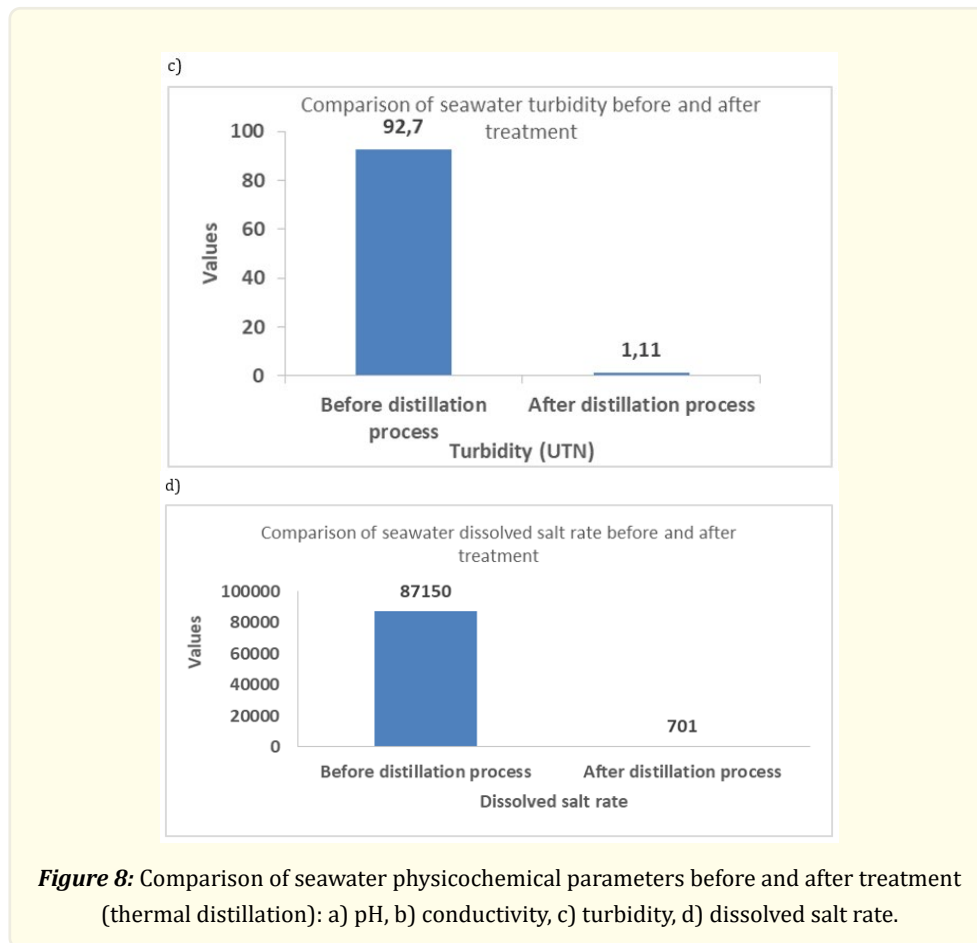 c)
Comparison of seawater turbidity before and after
treatment
92,7
100
80
60
40
20
0
Values
1,11
Before distillation
process
After distillation process
Turbidity (UTN)
d)
Comparison of seawater dissolved salt rate before and after
treatment
87150
100000
80000
60000
40000
20000
0
Values
701
Before distillation process
After distillation process
Dissolved salt rate
Figure 8: Comparison of seawater physicochemical parameters before and after treatment
(thermal distillation): a) pH, b) conductivity, c) turbidity, d) dissolved salt rate.